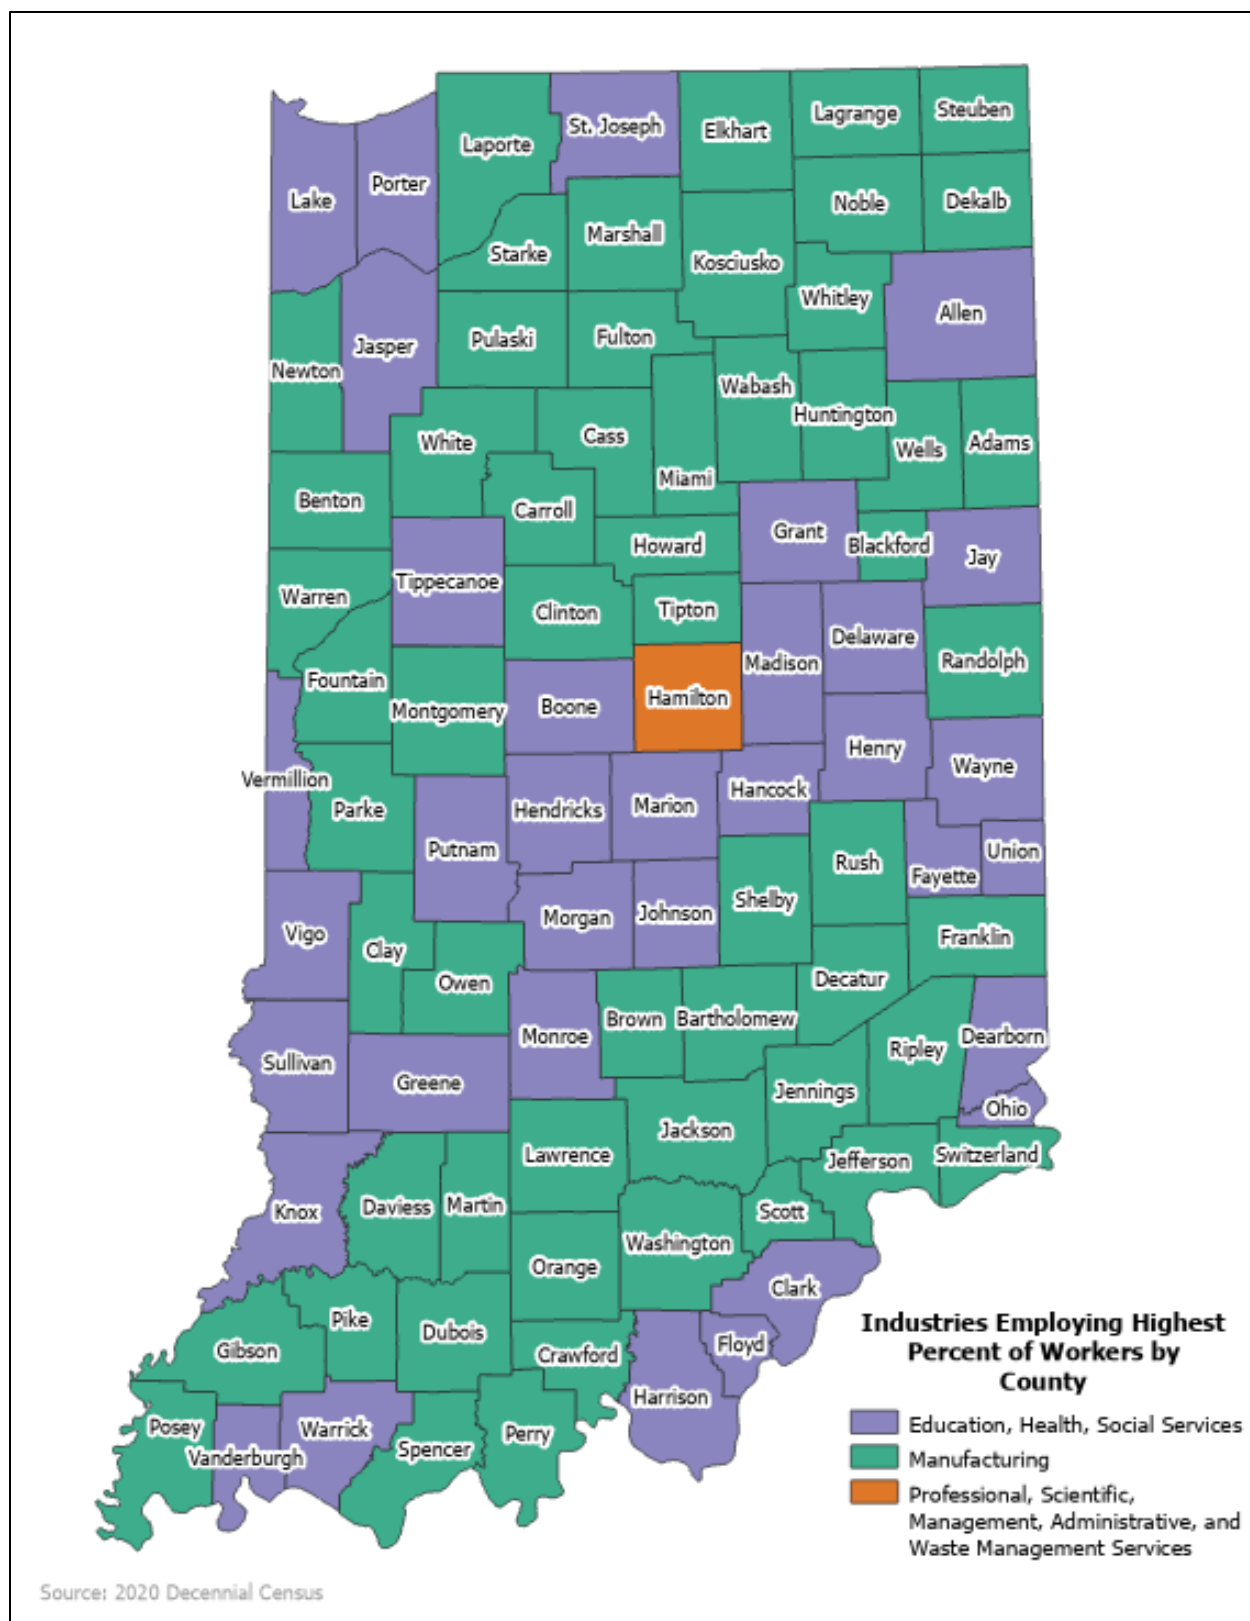 St. Joseph
Elkhart
Lagrange
Steuben
Laporte
Lake
Porter
Noble
Dekalb
Marshall
Starke
Kosciusko
Whitley
Allen
Newton
Jasper
Pulaski
Fulton
Wabash
Huntington
Wells
Adams
White
Cass
Miami
Benton
Carroll
Grant
Howard
Blackford
Jay
Tippecanoe
Warren
Clinton
Tipton
Delaware
Madison
Randolph
Fountain
Montgomery
Boone
Hamilton
Henry
Wayne
Vermillion
Parke
Hendricks
Marion
Hancock
Putnam
Rush
Union
Fayette
Shelby
Morgan
Johnson
Vigo
Clay
Franklin
Owen
Decatur
Brown
Bartholomew
Monroe
Dearborn
Ripley
Sullivan
Greene
Jennings
Ohio
Jackson
Lawrence
Jefferson
Switzerland
Knox
Daviess
Martin
Scott
Washington
Orange
Clark
Pike
Dubois
Gibson
Crawford
Floyd
Harrison
Posey
Vanderburgh
Warrick
Spencer
Perry
Industries Employing Highest
Percent of Workers by
County
Education, Health, Social Services
Manufacturing
Professional, Scientific,
Management, Administrative, and
Waste Management Services
Source: 2020 Decennial Census